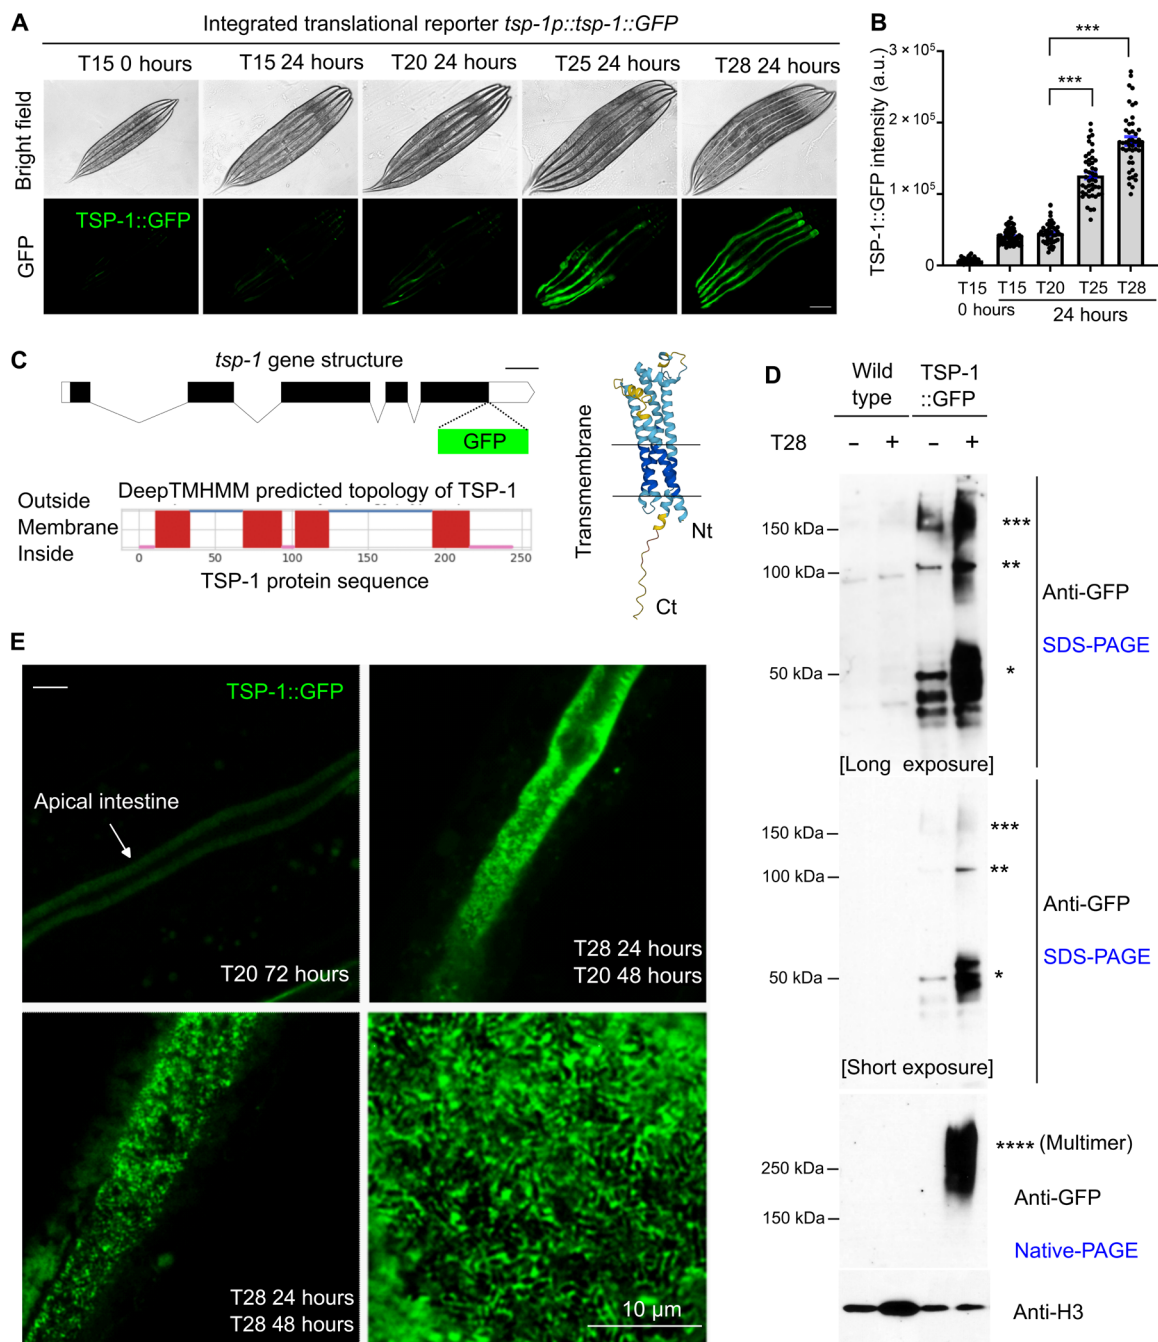 A
Integrated translational reporter tsp-1p::tsp-1::GFP
T15 0 hours
T15 24 hours
T20 24 hours
T25 24 hours
T28 24 hours
Bright field
TSP-1::GFP
GFP
B
TSP-1::GFP intensity (a.u.)
3 × 10⁵
2 × 10⁵
1 × 10⁵
0
***
***
T15
T15
T20
T25
T28
0 hours
24 hours
C
tsp-1 gene structure
GFP
DeepTMHMM predicted topology of TSP-1
Outside
Membrane
Inside
0
50
100
150
200
250
TSP-1 protein sequence
Transmembrane
Nt
Ct
D
Wild type
TSP-1 ::GFP
T28
– + – +
150 kDa
100 kDa
50 kDa
***
**
*
Anti-GFP
SDS-PAGE
[Long exposure]
150 kDa
100 kDa
50 kDa
***
**
*
Anti-GFP
SDS-PAGE
[Short exposure]
250 kDa
150 kDa
**** (Multimer)
Anti-GFP
Native-PAGE
Anti-H3
E
TSP-1::GFP
Apical intestine
T20 72 hours
T28 24 hours
T20 48 hours
T28 24 hours
T28 48 hours
10 µm